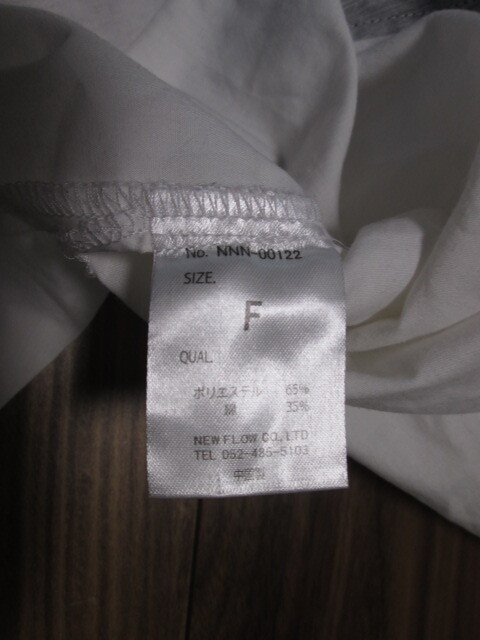 No. NNN-00122
SIZE.
F
QUAL.
ポリエステル 65%
綿 35%
NEW FLOW CO.,LTD
TEL 052-485-5103
中国製